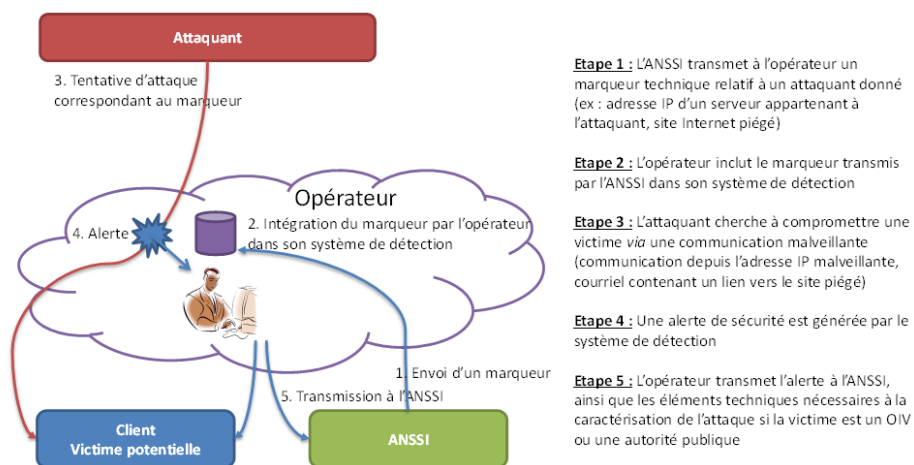 Attaquant
3. Tentative d'attaque
correspondant au marqueur
Opérateur
4. Alerte
2. Intégration du marqueur par l'opérateur
dans son système de détection
1. Envoi d'un marqueur
5. Transmission à l'ANSSI
Client
Victime potentielle
ANSSI
Etape 1 : L'ANSSI transmet à l'opérateur un
marqueur technique relatif à un attaquant donné
(ex : adresse IP d'un serveur appartenant à
l'attaquant, site Internet piégé)
Etape 2 : L'opérateur inclut le marqueur transmis
par l'ANSSI dans son système de détection
Etape 3 : L'attaquant cherche à compromettre une
victime via une communication malveillante
(communication depuis l'adresse IP malveillante,
courriel contenant un lien vers le site piégé)
Etape 4 : Une alerte de sécurité est générée par le
système de détection
Etape 5 : L'opérateur transmet l'alerte à l'ANSSI,
ainsi que les éléments techniques nécessaires à la
caractérisation de l'attaque si la victime est un OIV
ou une autorité publique